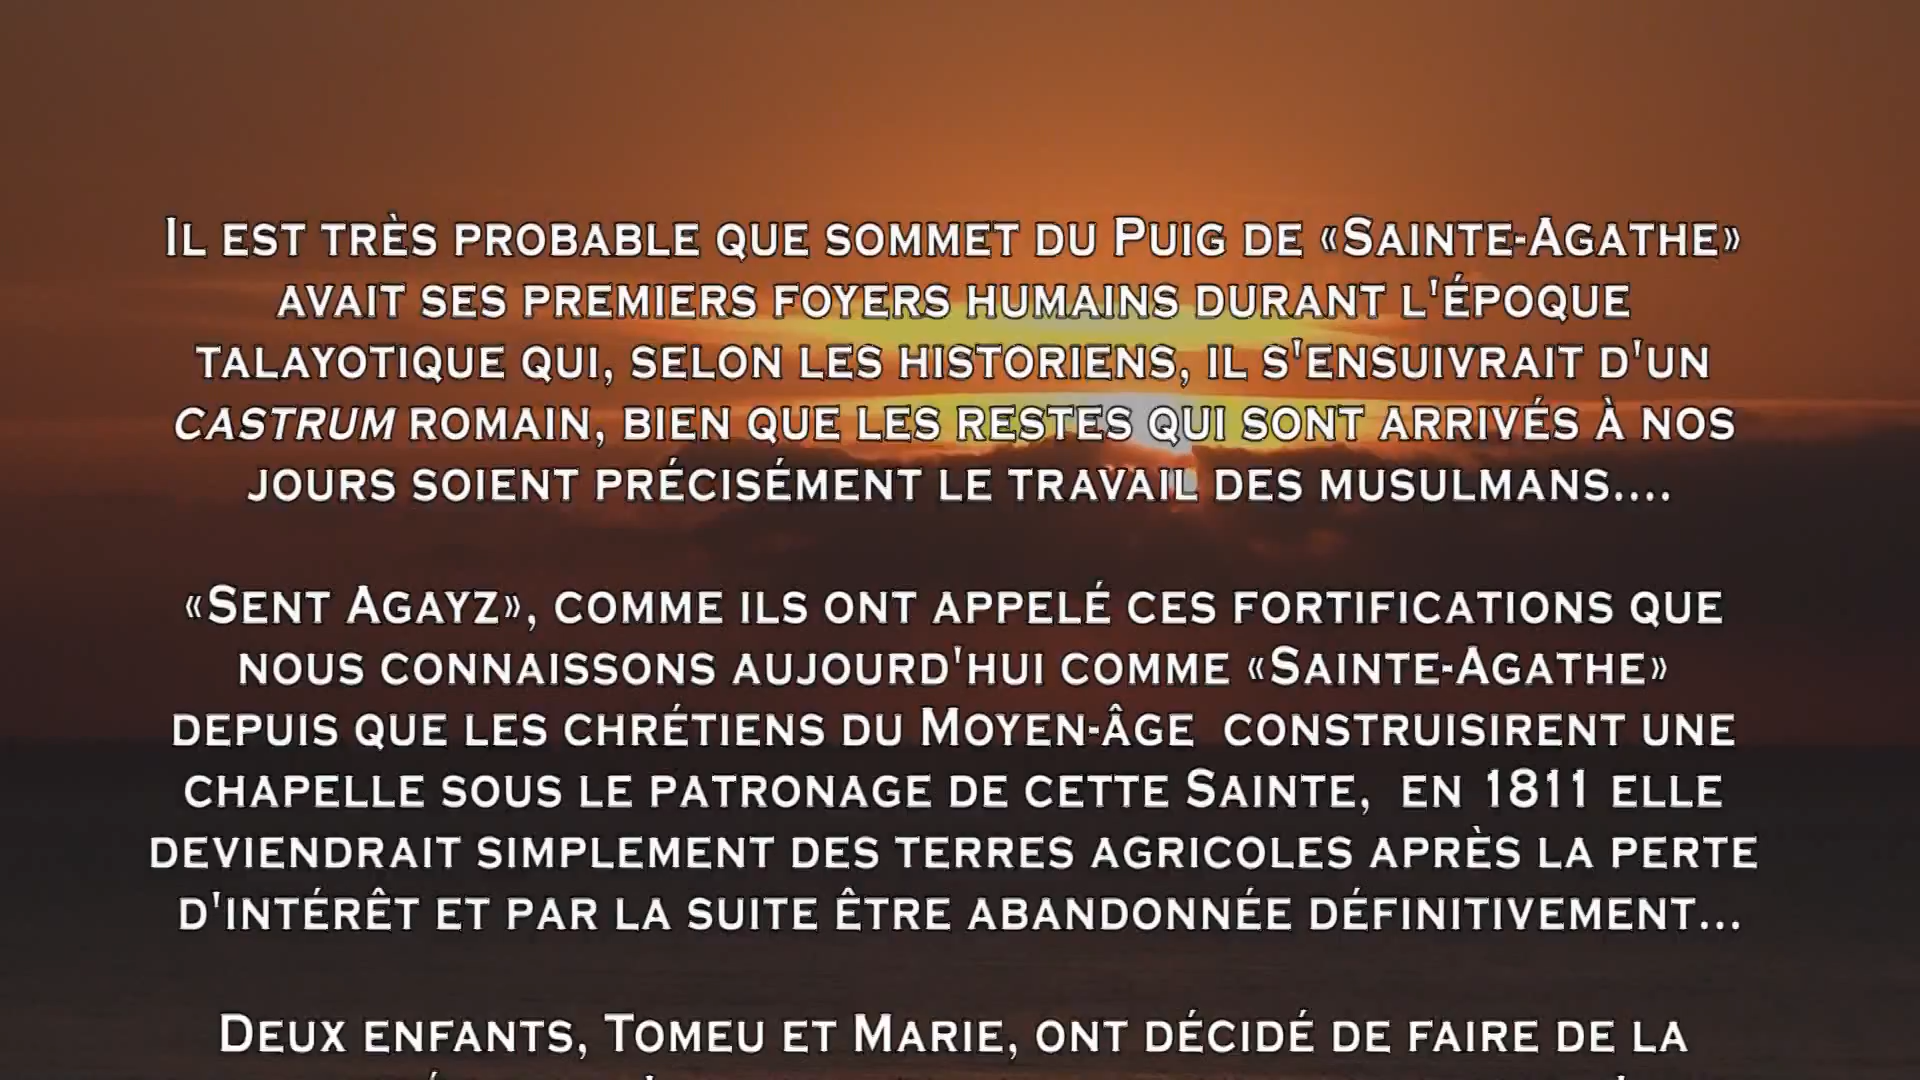 Il est très probable que sommet du Puig de «Sainte-Agathe»
avait ses premiers foyers humains durant l'époque
talayotique qui, selon les historiens, il s'ensuivrait d'un
castrum romain, bien que les restes qui sont arrivés à nos
jours soient précisément le travail des musulmans....
«Sent Agayz», comme ils ont appelé ces fortifications que
nous connaissons aujourd'hui comme «Sainte-Agathe»
depuis que les chrétiens du Moyen-Âge construisirent une
chapelle sous le patronage de cette Sainte, en 1811 elle
deviendrait simplement des terres agricoles après la perte
d'intérêt et par la suite être abandonnée définitivement...
Deux enfants, Tomeu et Marie, ont décidé de faire de la